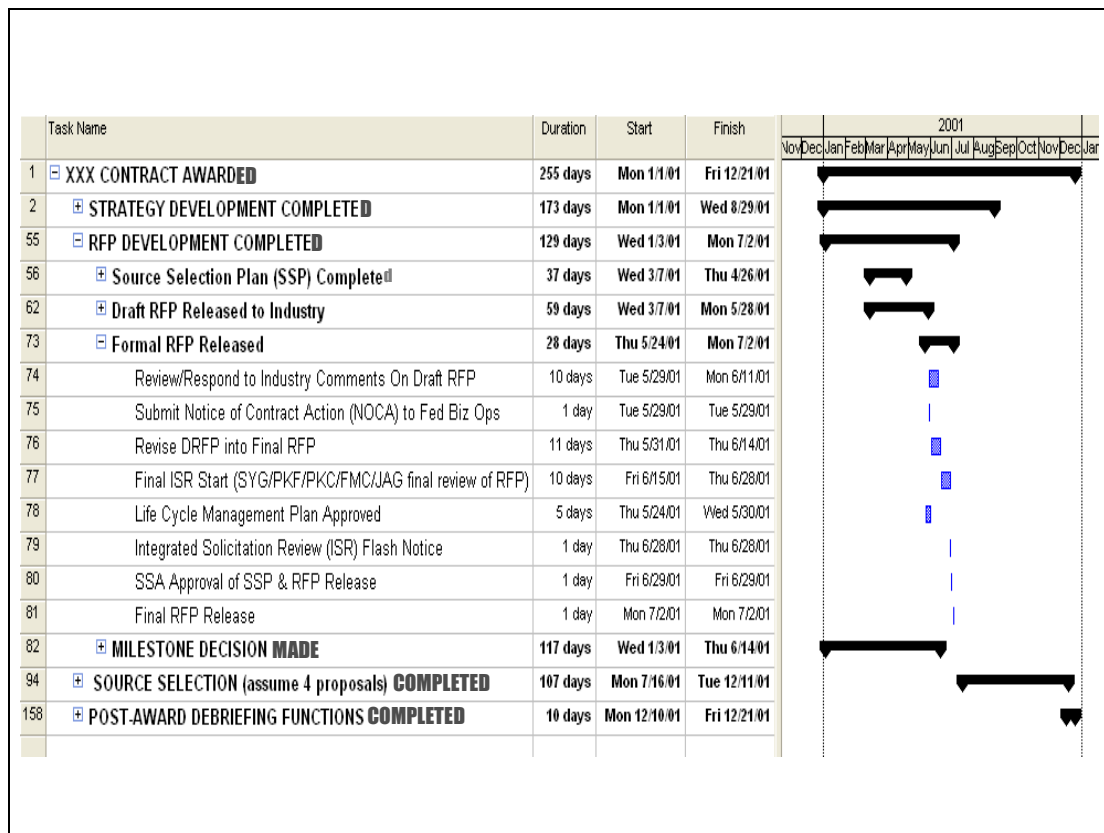 Task Name Duration Start Finish 2001
Nov Dec Jan Feb Mar Apr May Jun Jul Aug Sep Oct Nov Dec Jan
1 XXX CONTRACT AWARDED 255 days Mon 1/1/01 Fri 12/21/01
2 STRATEGY DEVELOPMENT COMPLETED 173 days Mon 1/1/01 Wed 8/29/01
55 RFP DEVELOPMENT COMPLETED 129 days Wed 1/3/01 Mon 7/2/01
56 Source Selection Plan (SSP) Completed 37 days Wed 3/7/01 Thu 4/26/01
62 Draft RFP Released to Industry 59 days Wed 3/7/01 Mon 5/28/01
73 Formal RFP Released 28 days Thu 5/24/01 Mon 7/2/01
74 Review/Respond to Industry Comments On Draft RFP 10 days Tue 5/29/01 Mon 6/11/01
75 Submit Notice of Contract Action (NOCA) to Fed Biz Ops 1 day Tue 5/29/01 Tue 5/29/01
76 Revise DRFP into Final RFP 11 days Thu 5/31/01 Thu 6/14/01
77 Final ISR Start (SYG/PKF/PKC/FMC/JAG final review of RFP) 10 days Fri 6/15/01 Thu 6/28/01
78 Life Cycle Management Plan Approved 5 days Thu 5/24/01 Wed 5/30/01
79 Integrated Solicitation Review (ISR) Flash Notice 1 day Thu 6/28/01 Thu 6/28/01
80 SSA Approval of SSP & RFP Release 1 day Fri 6/29/01 Fri 6/29/01
81 Final RFP Release 1 day Mon 7/2/01 Mon 7/2/01
82 MILESTONE DECISION MADE 117 days Wed 1/3/01 Thu 6/14/01
94 SOURCE SELECTION (assume 4 proposals) COMPLETED 107 days Mon 7/16/01 Tue 12/11/01
158 POST-AWARD DEBRIEFING FUNCTIONS COMPLETED 10 days Mon 12/10/01 Fri 12/21/01